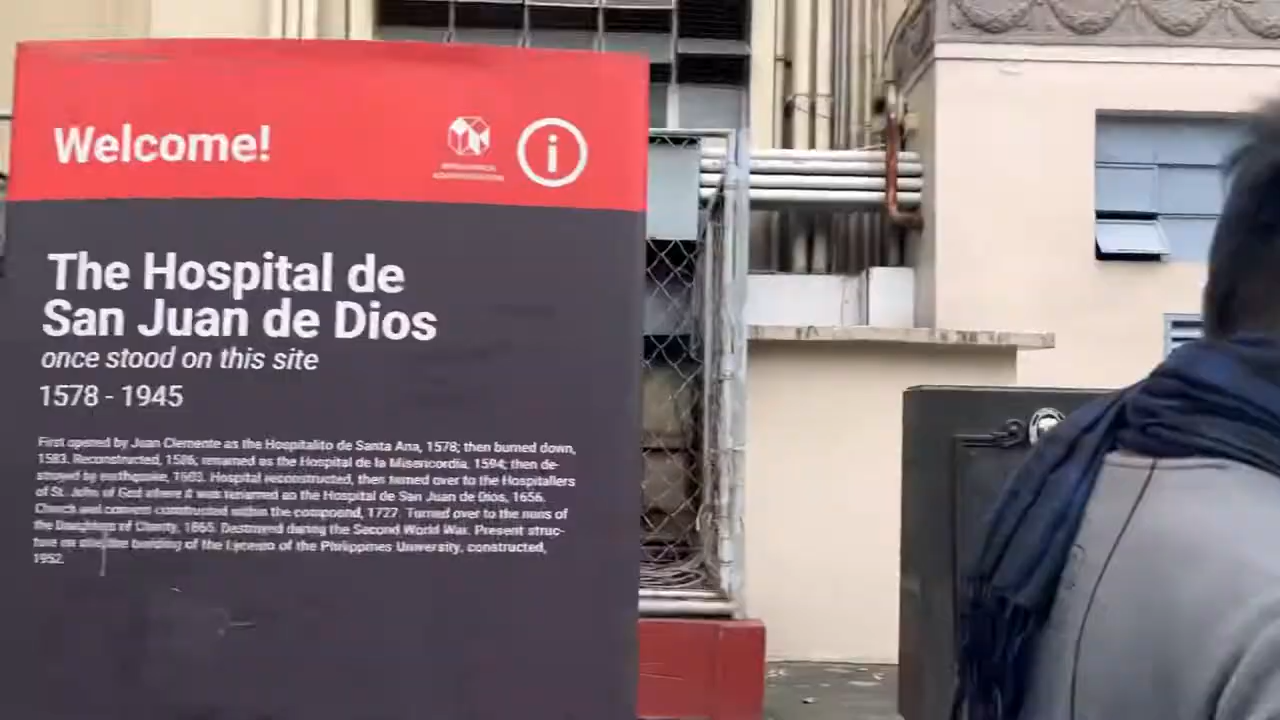 Welcome!
i
The Hospital de
San Juan de Dios
once stood on this site
1578 - 1945
First opened by Juan Clemente as the Hospitalito de Santa Ana, 1578; then burned down,
1583. Reconstructed, 1586; renamed as the Hospital de la Misericordia, 1594; then de-
stroyed by earthquake, 1603. Hospital reconstructed, then turned over to the Hospitallers
of St. John of God where it was renamed as the Hospital de San Juan de Dios, 1656.
Church and convent constructed within the compound, 1727. Turned over to the nuns of
the Daughters of Charity, 1865. Destroyed during the Second World War. Present struc-
ture on site the building of the Lyceum of the Philippines University, constructed,
1952.